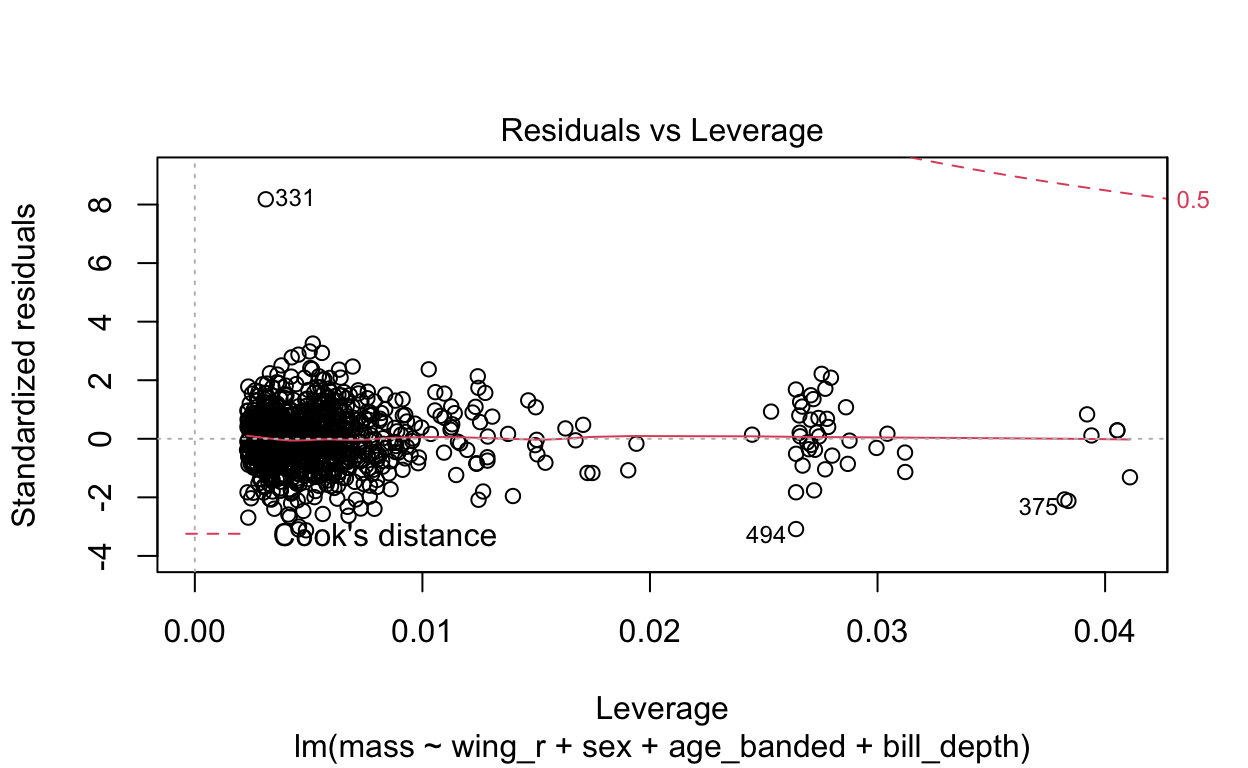 Residuals vs Leverage
Standardized residuals
8
6
4
2
0
-2
-4
331
0.5
375
494
Cook's distance
0.00 0.01 0.02 0.03 0.04
Leverage
lm(mass ~ wing_r + sex + age_banded + bill_depth)